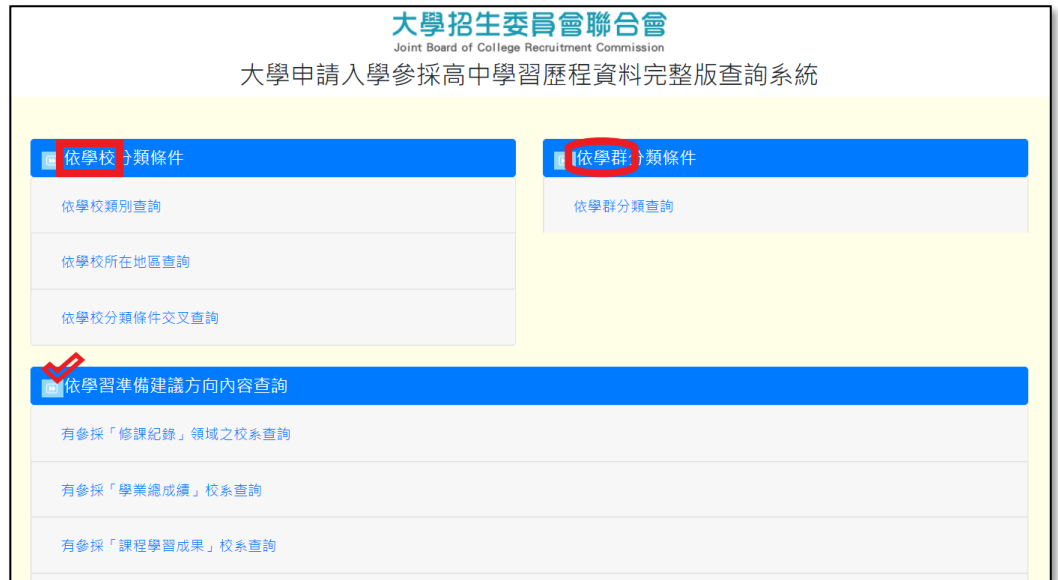 大學招生委員會聯合會
Joint Board of College Recruitment Commission
大學申請入學參採高中學習歷程資料完整版查詢系統
依學校分類條件
依學校類別查詢
依學校所在地區查詢
依學校分類條件交叉查詢
依學群分類條件
依學群分類查詢
依學習準備建議方向內容查詢
有參採「修課紀錄」領域之校系查詢
有參採「學業總成績」校系查詢
有參採「課程學習成果」校系查詢